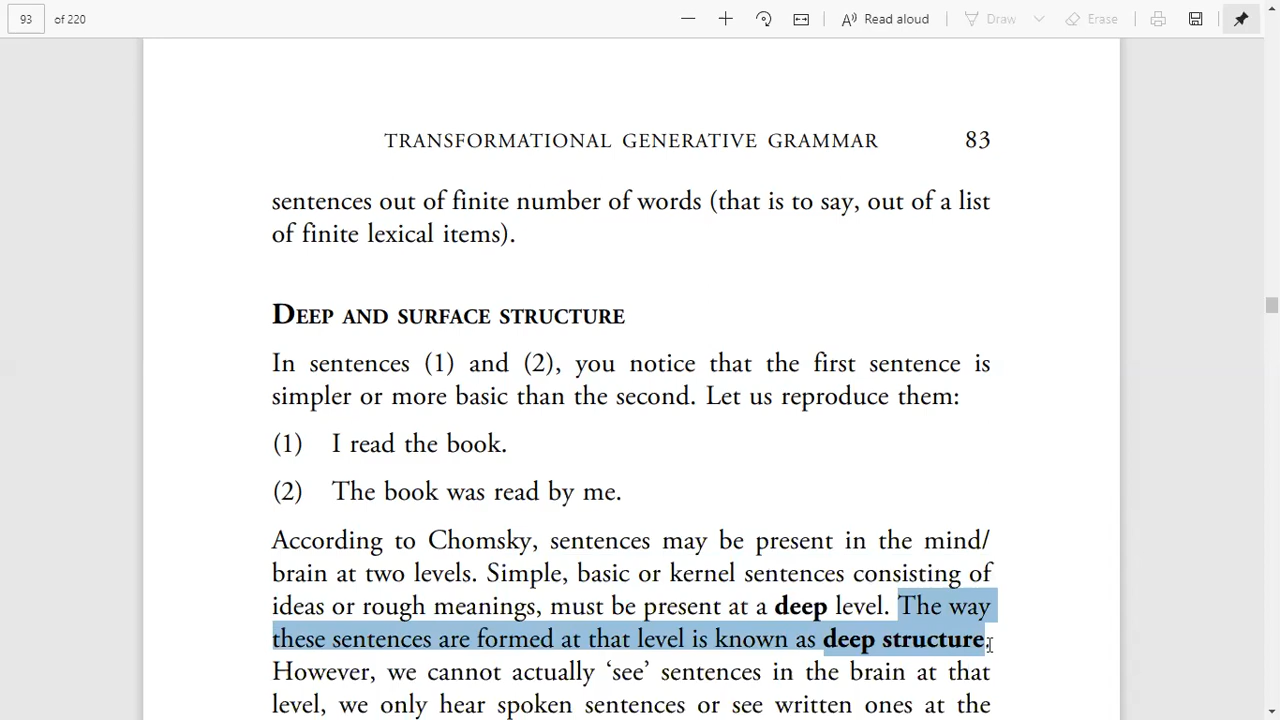 93 of 220 Read aloud Draw Erase
TRANSFORMATIONAL GENERATIVE GRAMMAR 83
sentences out of finite number of words (that is to say, out of a list
of finite lexical items).
DEEP AND SURFACE STRUCTURE
In sentences (1) and (2), you notice that the first sentence is
simpler or more basic than the second. Let us reproduce them:
(1) I read the book.
(2) The book was read by me.
According to Chomsky, sentences may be present in the mind/
brain at two levels. Simple, basic or kernel sentences consisting of
ideas or rough meanings, must be present at a deep level. The way
these sentences are formed at that level is known as deep structure.
However, we cannot actually ‘see’ sentences in the brain at that
level, we only hear spoken sentences or see written ones at the